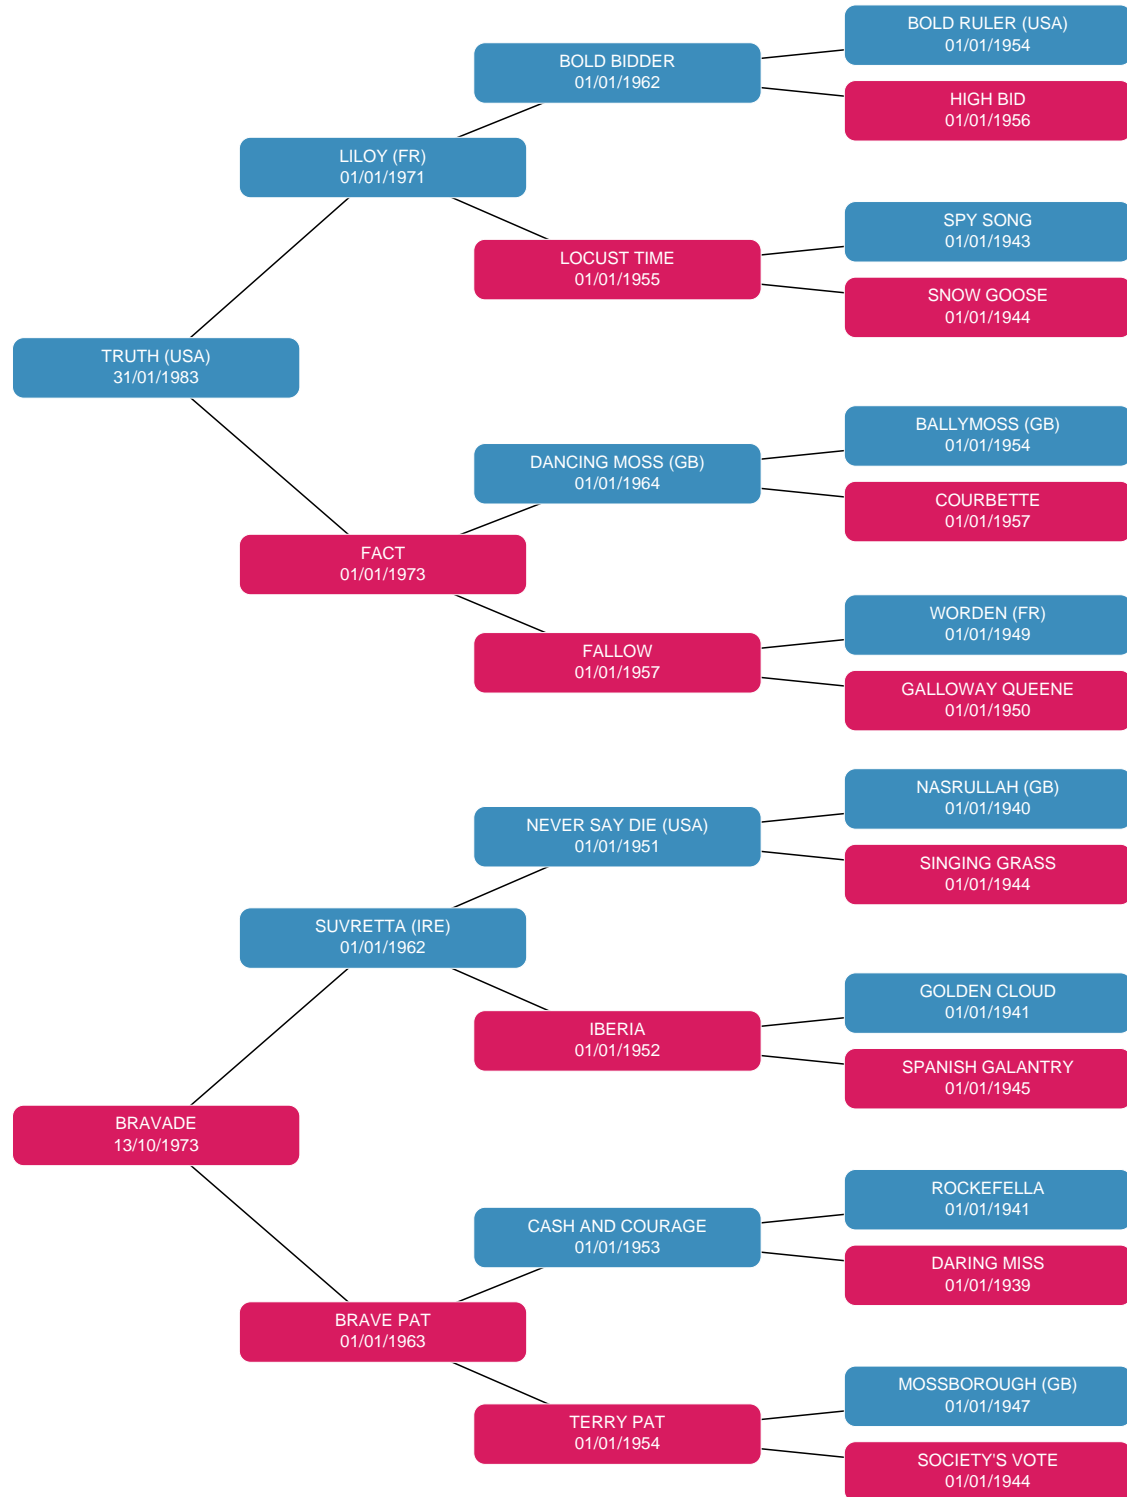 BOLD RULER (USA)
01/01/1954
BOLD BIDDER
01/01/1962
HIGH BID
01/01/1956
LILOY (FR)
01/01/1971
SPY SONG
01/01/1943
LOCUST TIME
01/01/1955
SNOW GOOSE
01/01/1944
TRUTH (USA)
31/01/1983
BALLYMOSS (GB)
01/01/1954
DANCING MOSS (GB)
01/01/1964
COURBETTE
01/01/1957
FACT
01/01/1973
WORDEN (FR)
01/01/1949
FALLOW
01/01/1957
GALLOWAY QUEENE
01/01/1950
NASRULLAH (GB)
01/01/1940
NEVER SAY DIE (USA)
01/01/1951
SINGING GRASS
01/01/1944
SUVRETTA (IRE)
01/01/1962
GOLDEN CLOUD
01/01/1941
IBERIA
01/01/1952
SPANISH GALANTRY
01/01/1945
BRAVADE
13/10/1973
ROCKEFELLA
01/01/1941
CASH AND COURAGE
01/01/1953
DARING MISS
01/01/1939
BRAVE PAT
01/01/1963
MOSSBOROUGH (GB)
01/01/1947
TERRY PAT
01/01/1954
SOCIETY'S VOTE
01/01/1944